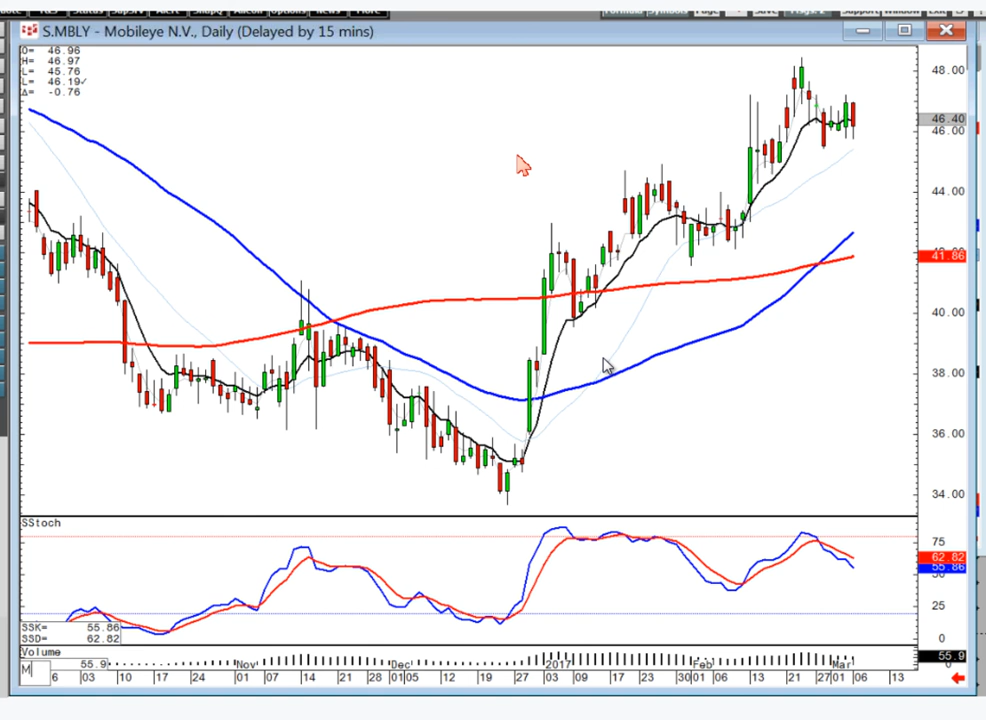 S.MBLY - Mobileye N.V., Daily (Delayed by 15 mins)
O= 46.96
H= 46.97
L= 45.76
L= 46.19✓
Δ= -0.76
48.00
46.40
46.00
44.00
41.86
40.00
38.00
36.00
34.00
SStoch
75
62.82
55.86
25
0
SSK= 55.86
SSD= 62.82
Volume
55.9
55.9
Nov Dec 2017 Feb Mar
M 6 03 10 17 24 01 07 14 21 28 01 05 12 19 27 03 09 17 23 30 01 06 13 21 27 01 06 13